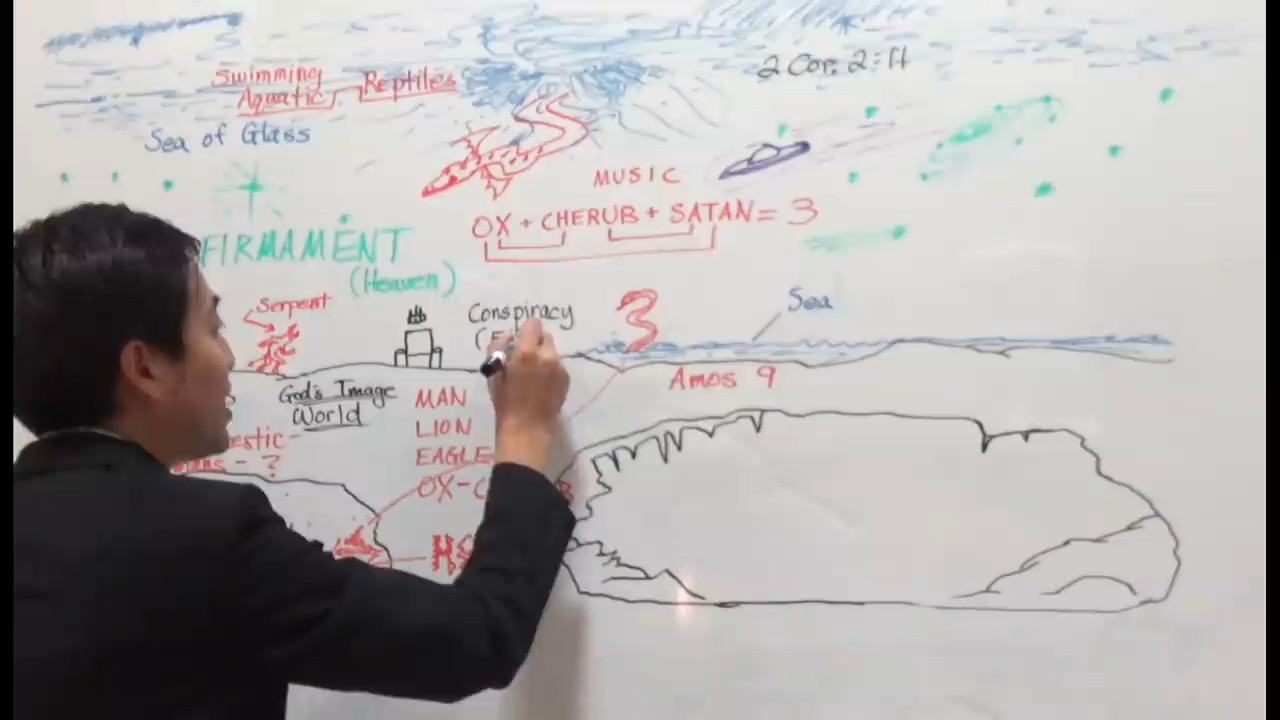 2 Cor. 2:11
Swimming
Aquatic, Reptiles
Sea of Glass
MUSIC
OX + CHERUB + SATAN = 3
FIRMAMENT
(Heaven)
Serpent
Conspiracy
Sea
God's Image
World
Amos 9
MAN
LION
EAGLE
OX-C